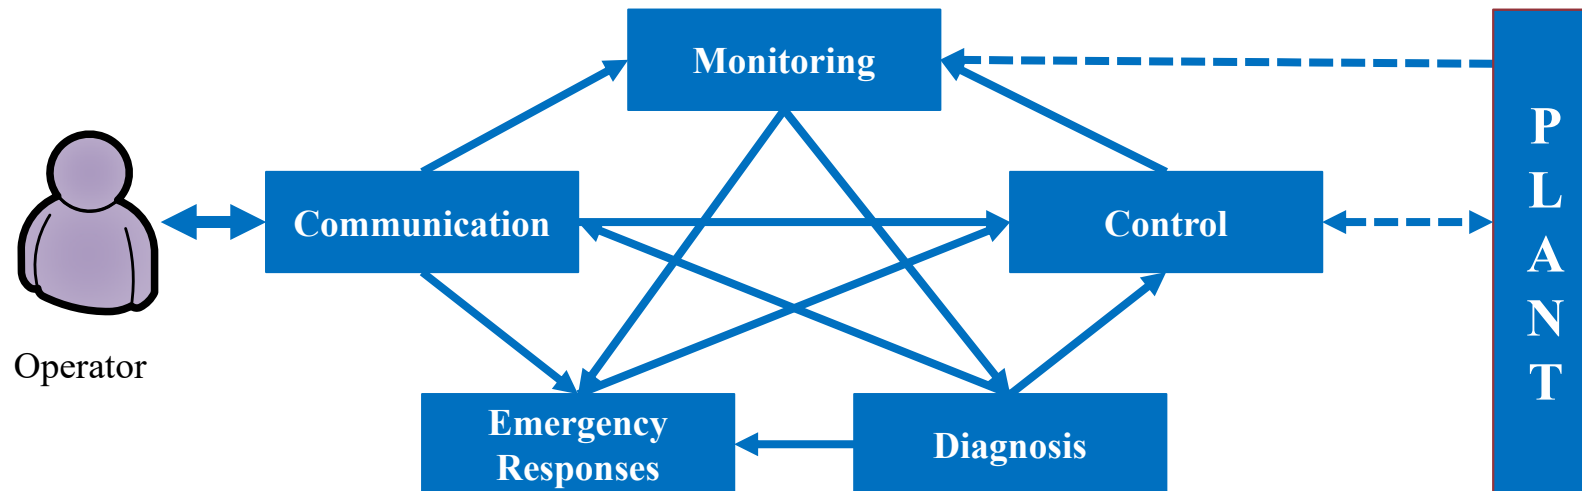 Monitoring
Communication
Control
Operator
Emergency
Responses
Diagnosis
P
L
A
N
T